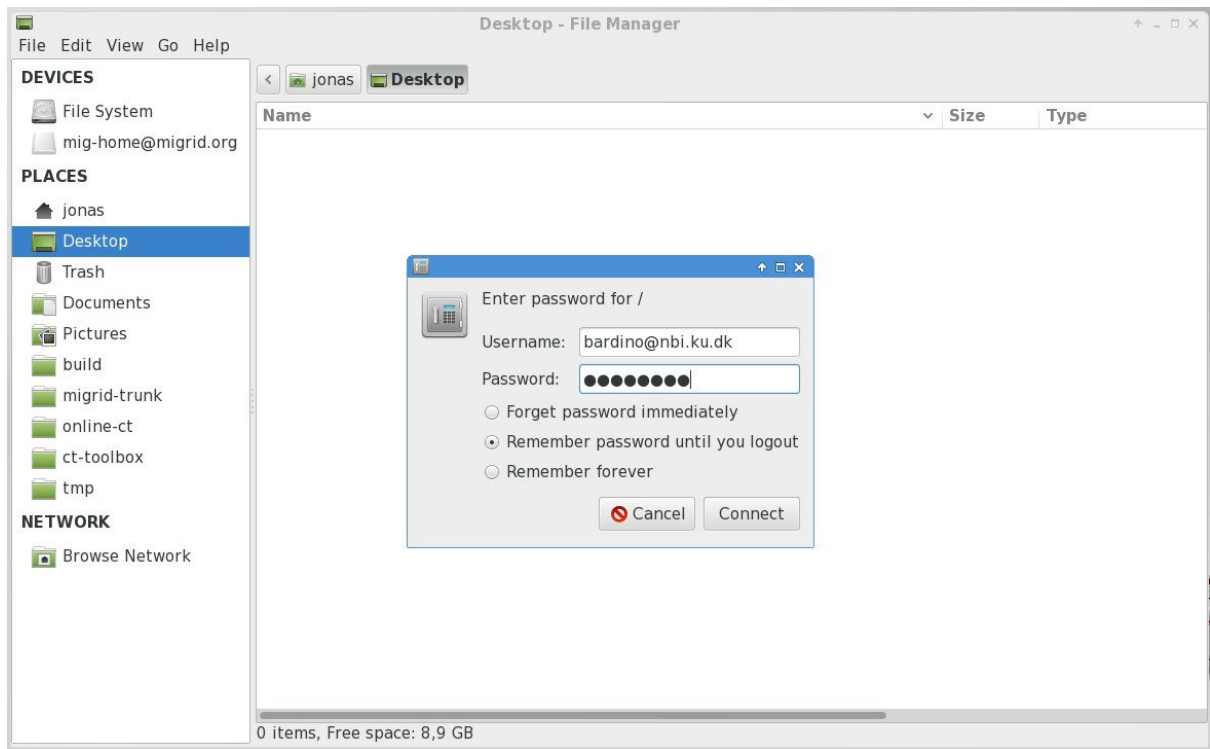 Desktop - File Manager
File Edit View Go Help
DEVICES
File System
mig-home@migrid.org
PLACES
jonas
Desktop
Trash
Documents
Pictures
build
migrid-trunk
online-ct
ct-toolbox
tmp
NETWORK
Browse Network
jonas Desktop
Name Size Type
Enter password for /
Username: bardino@nbi.ku.dk
Password: ●●●●●●●●
Forget password immediately
Remember password until you logout
Remember forever
Cancel Connect
0 items, Free space: 8,9 GB